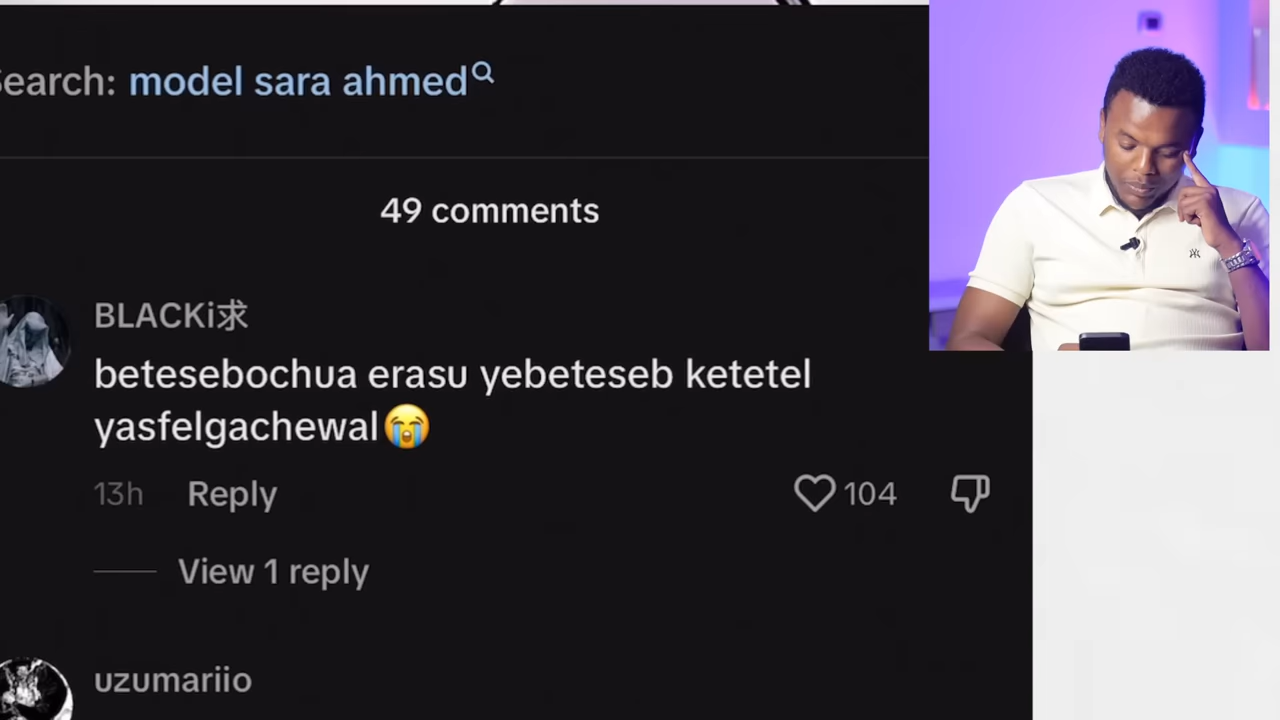 Search: model sara ahmed
49 comments
BLACKi求
betesebochua erasu yebeteseb ketetel
yasfelgachewal😭
13h Reply 104
View 1 reply
uzumariio